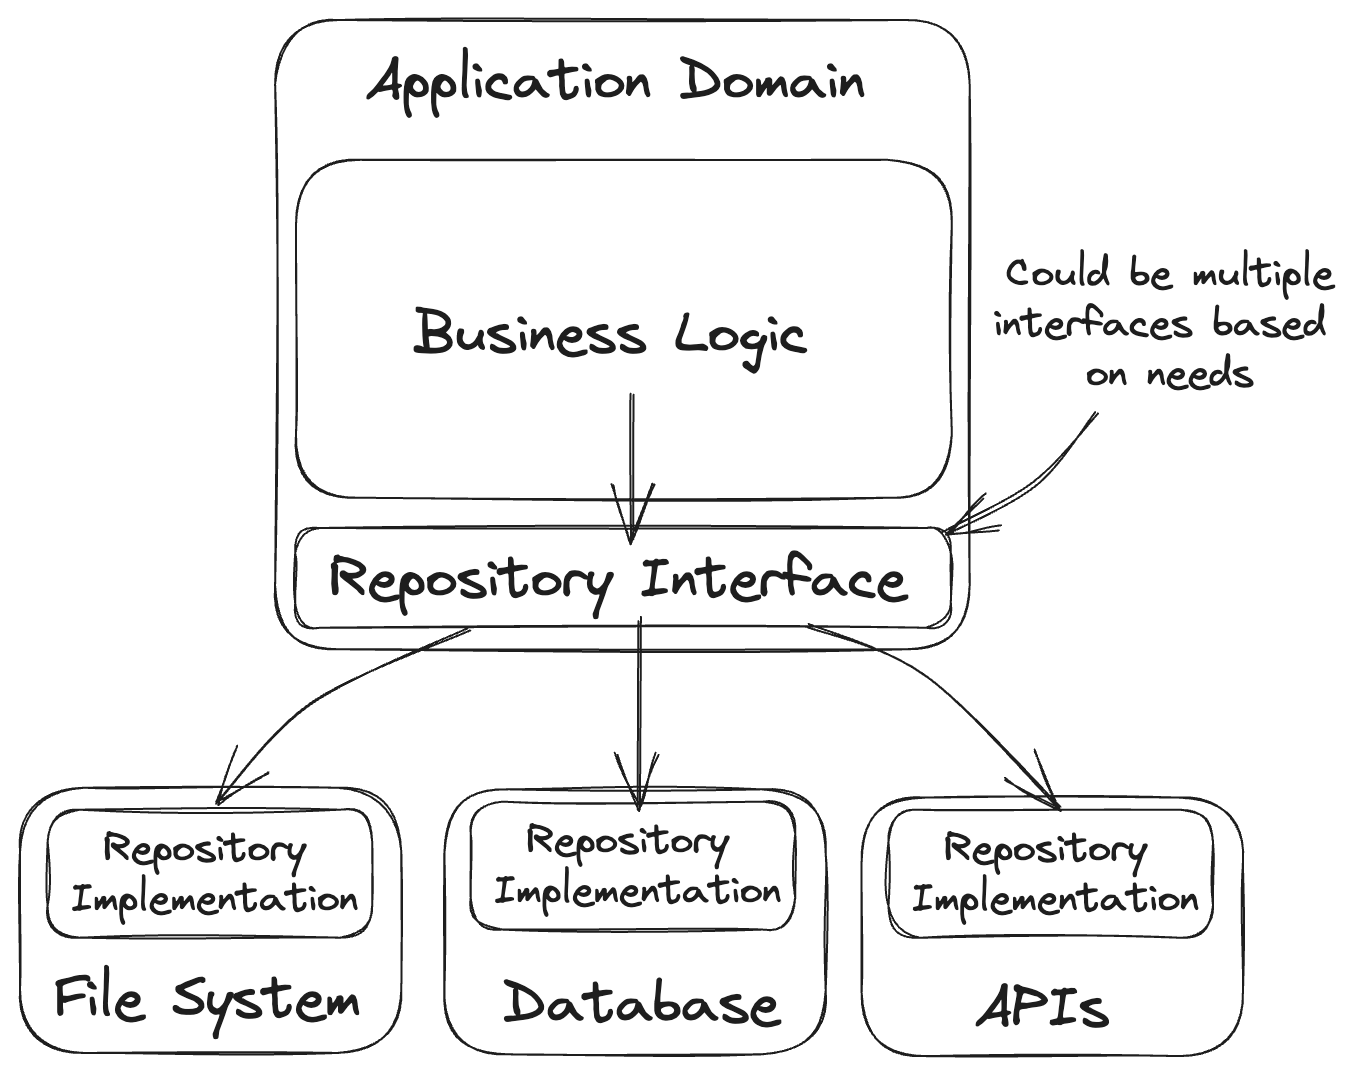 Application Domain
Business Logic
Could be multiple
interfaces based
on needs
Repository Interface
Repository
Implementation
File System
Repository
Implementation
Database
Repository
Implementation
APIs